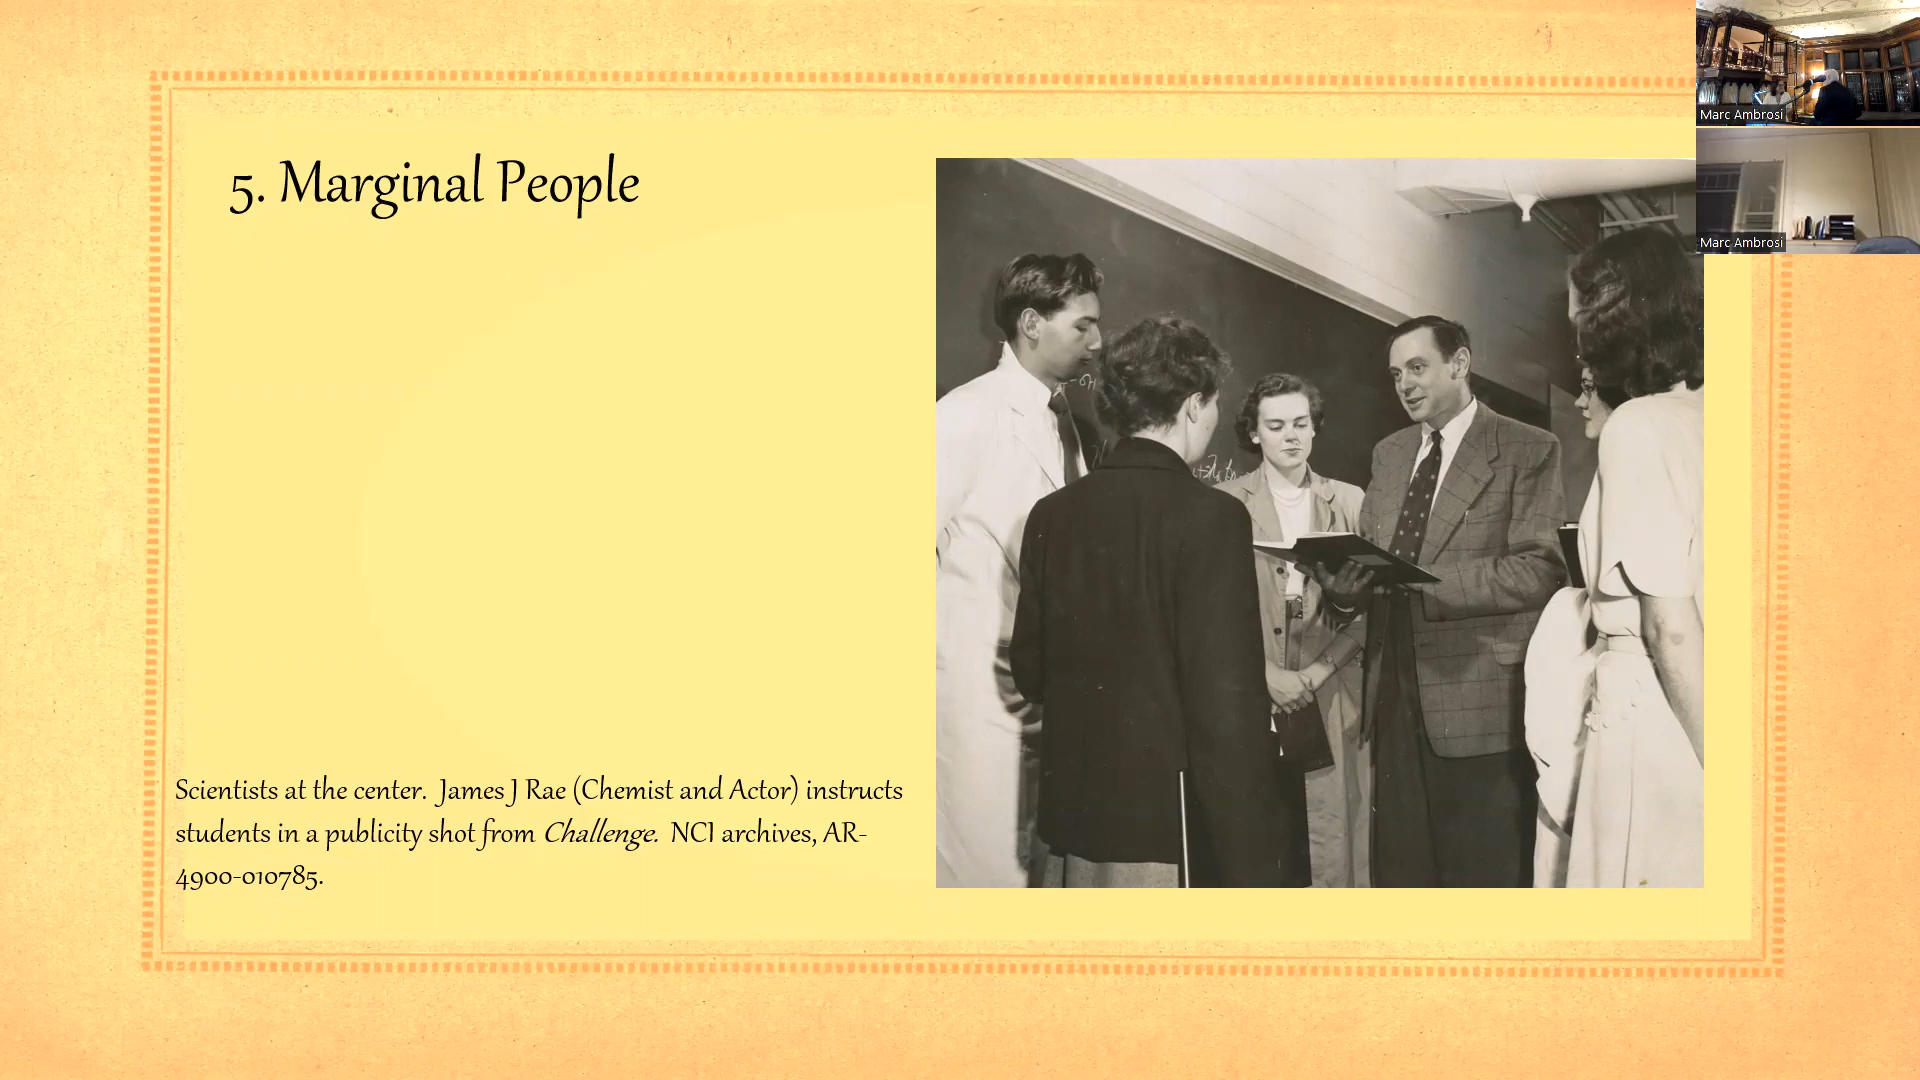 5. Marginal People
Scientists at the center. James J Rae (Chemist and Actor) instructs
students in a publicity shot from Challenge. NCI archives, AR-
4900-010785.
Marc Ambrosi
Marc Ambrosi